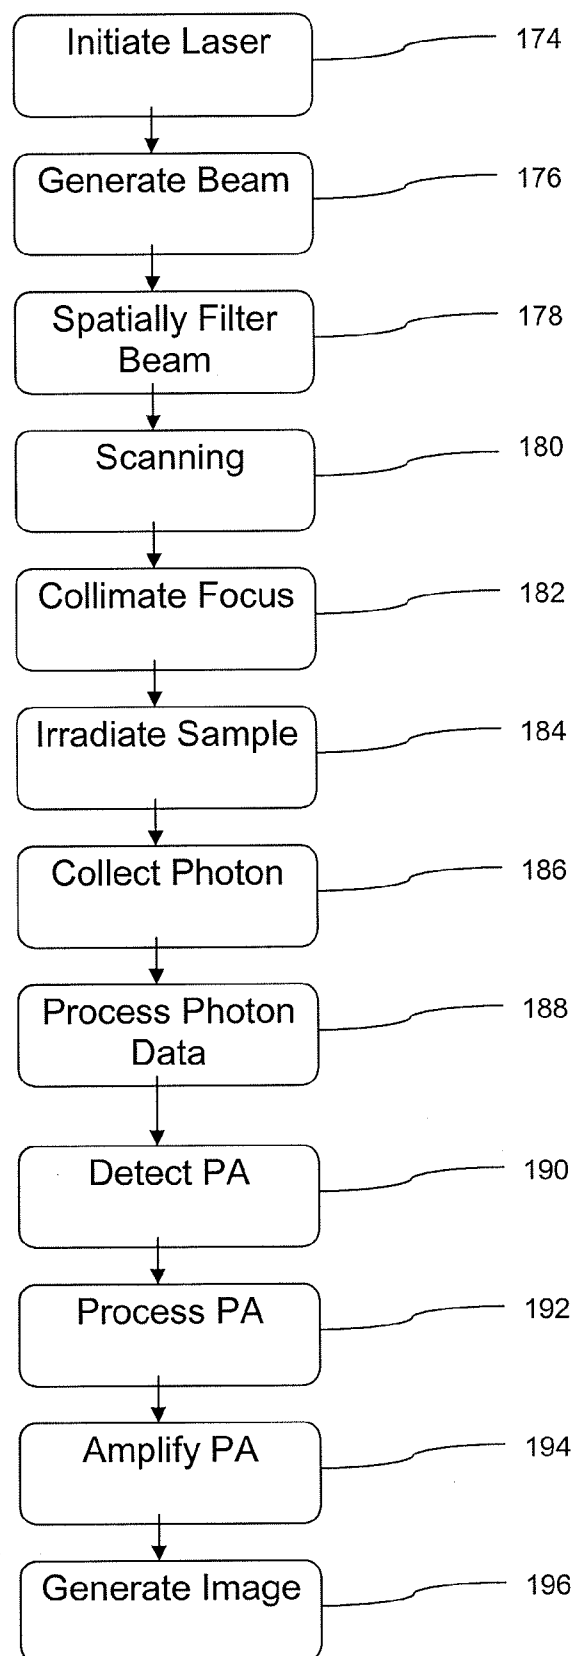 Initiate Laser
174
Generate Beam
176
Spatially Filter
Beam
178
Scanning
180
Collimate Focus
182
Irradiate Sample
184
Collect Photon
186
Process Photon
Data
188
Detect PA
190
Process PA
192
Amplify PA
194
Generate Image
196